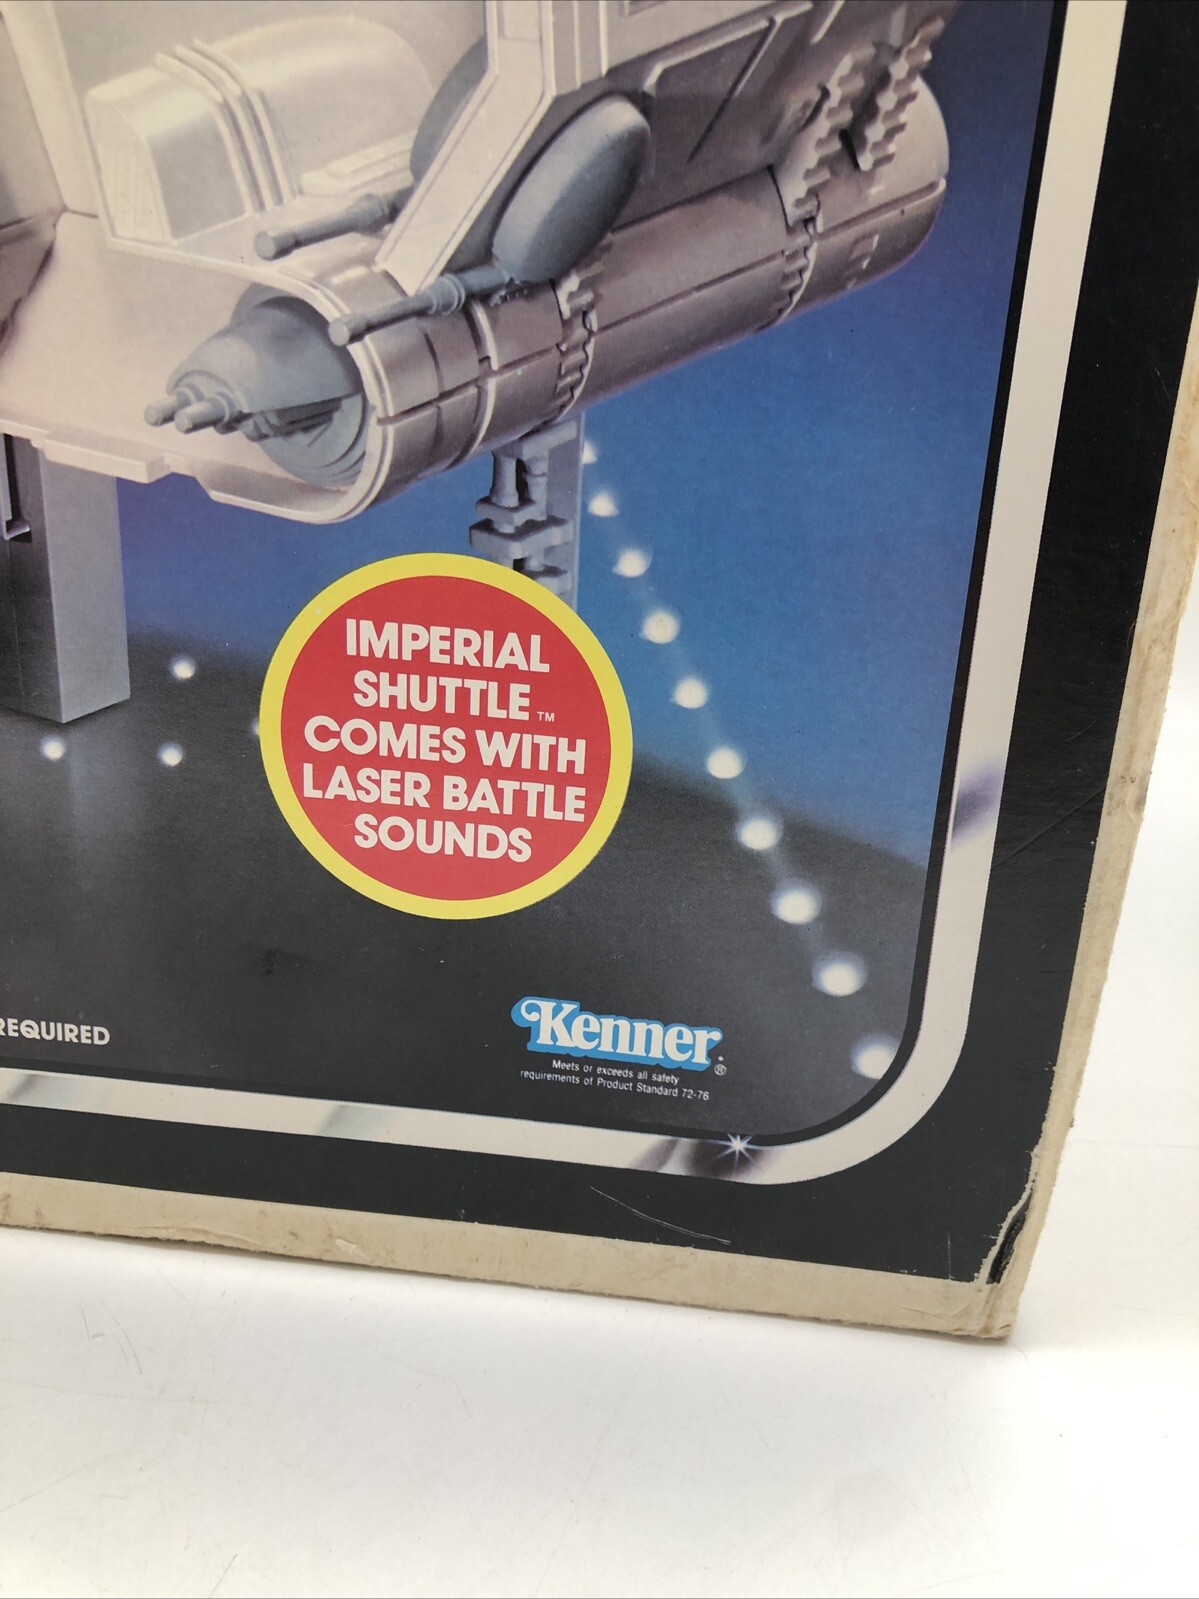 IMPERIAL
SHUTTLE™
COMES WITH
LASER BATTLE
SOUNDS
REQUIRED
Kenner®
Meets or exceeds all safety
requirements of Product Standard 72-76